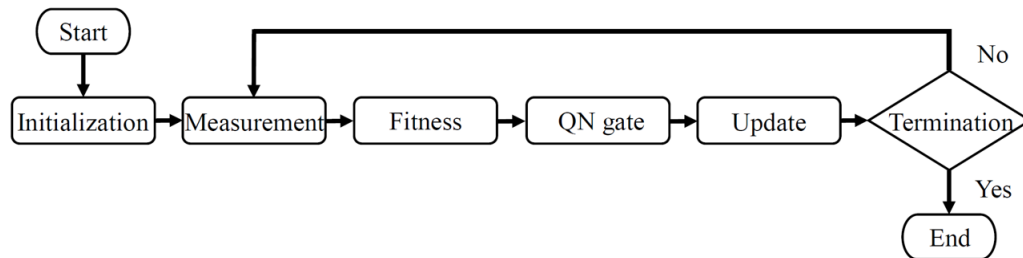 Start
No
Initialization
Measurement
Fitness
QN gate
Update
Termination
Yes
End